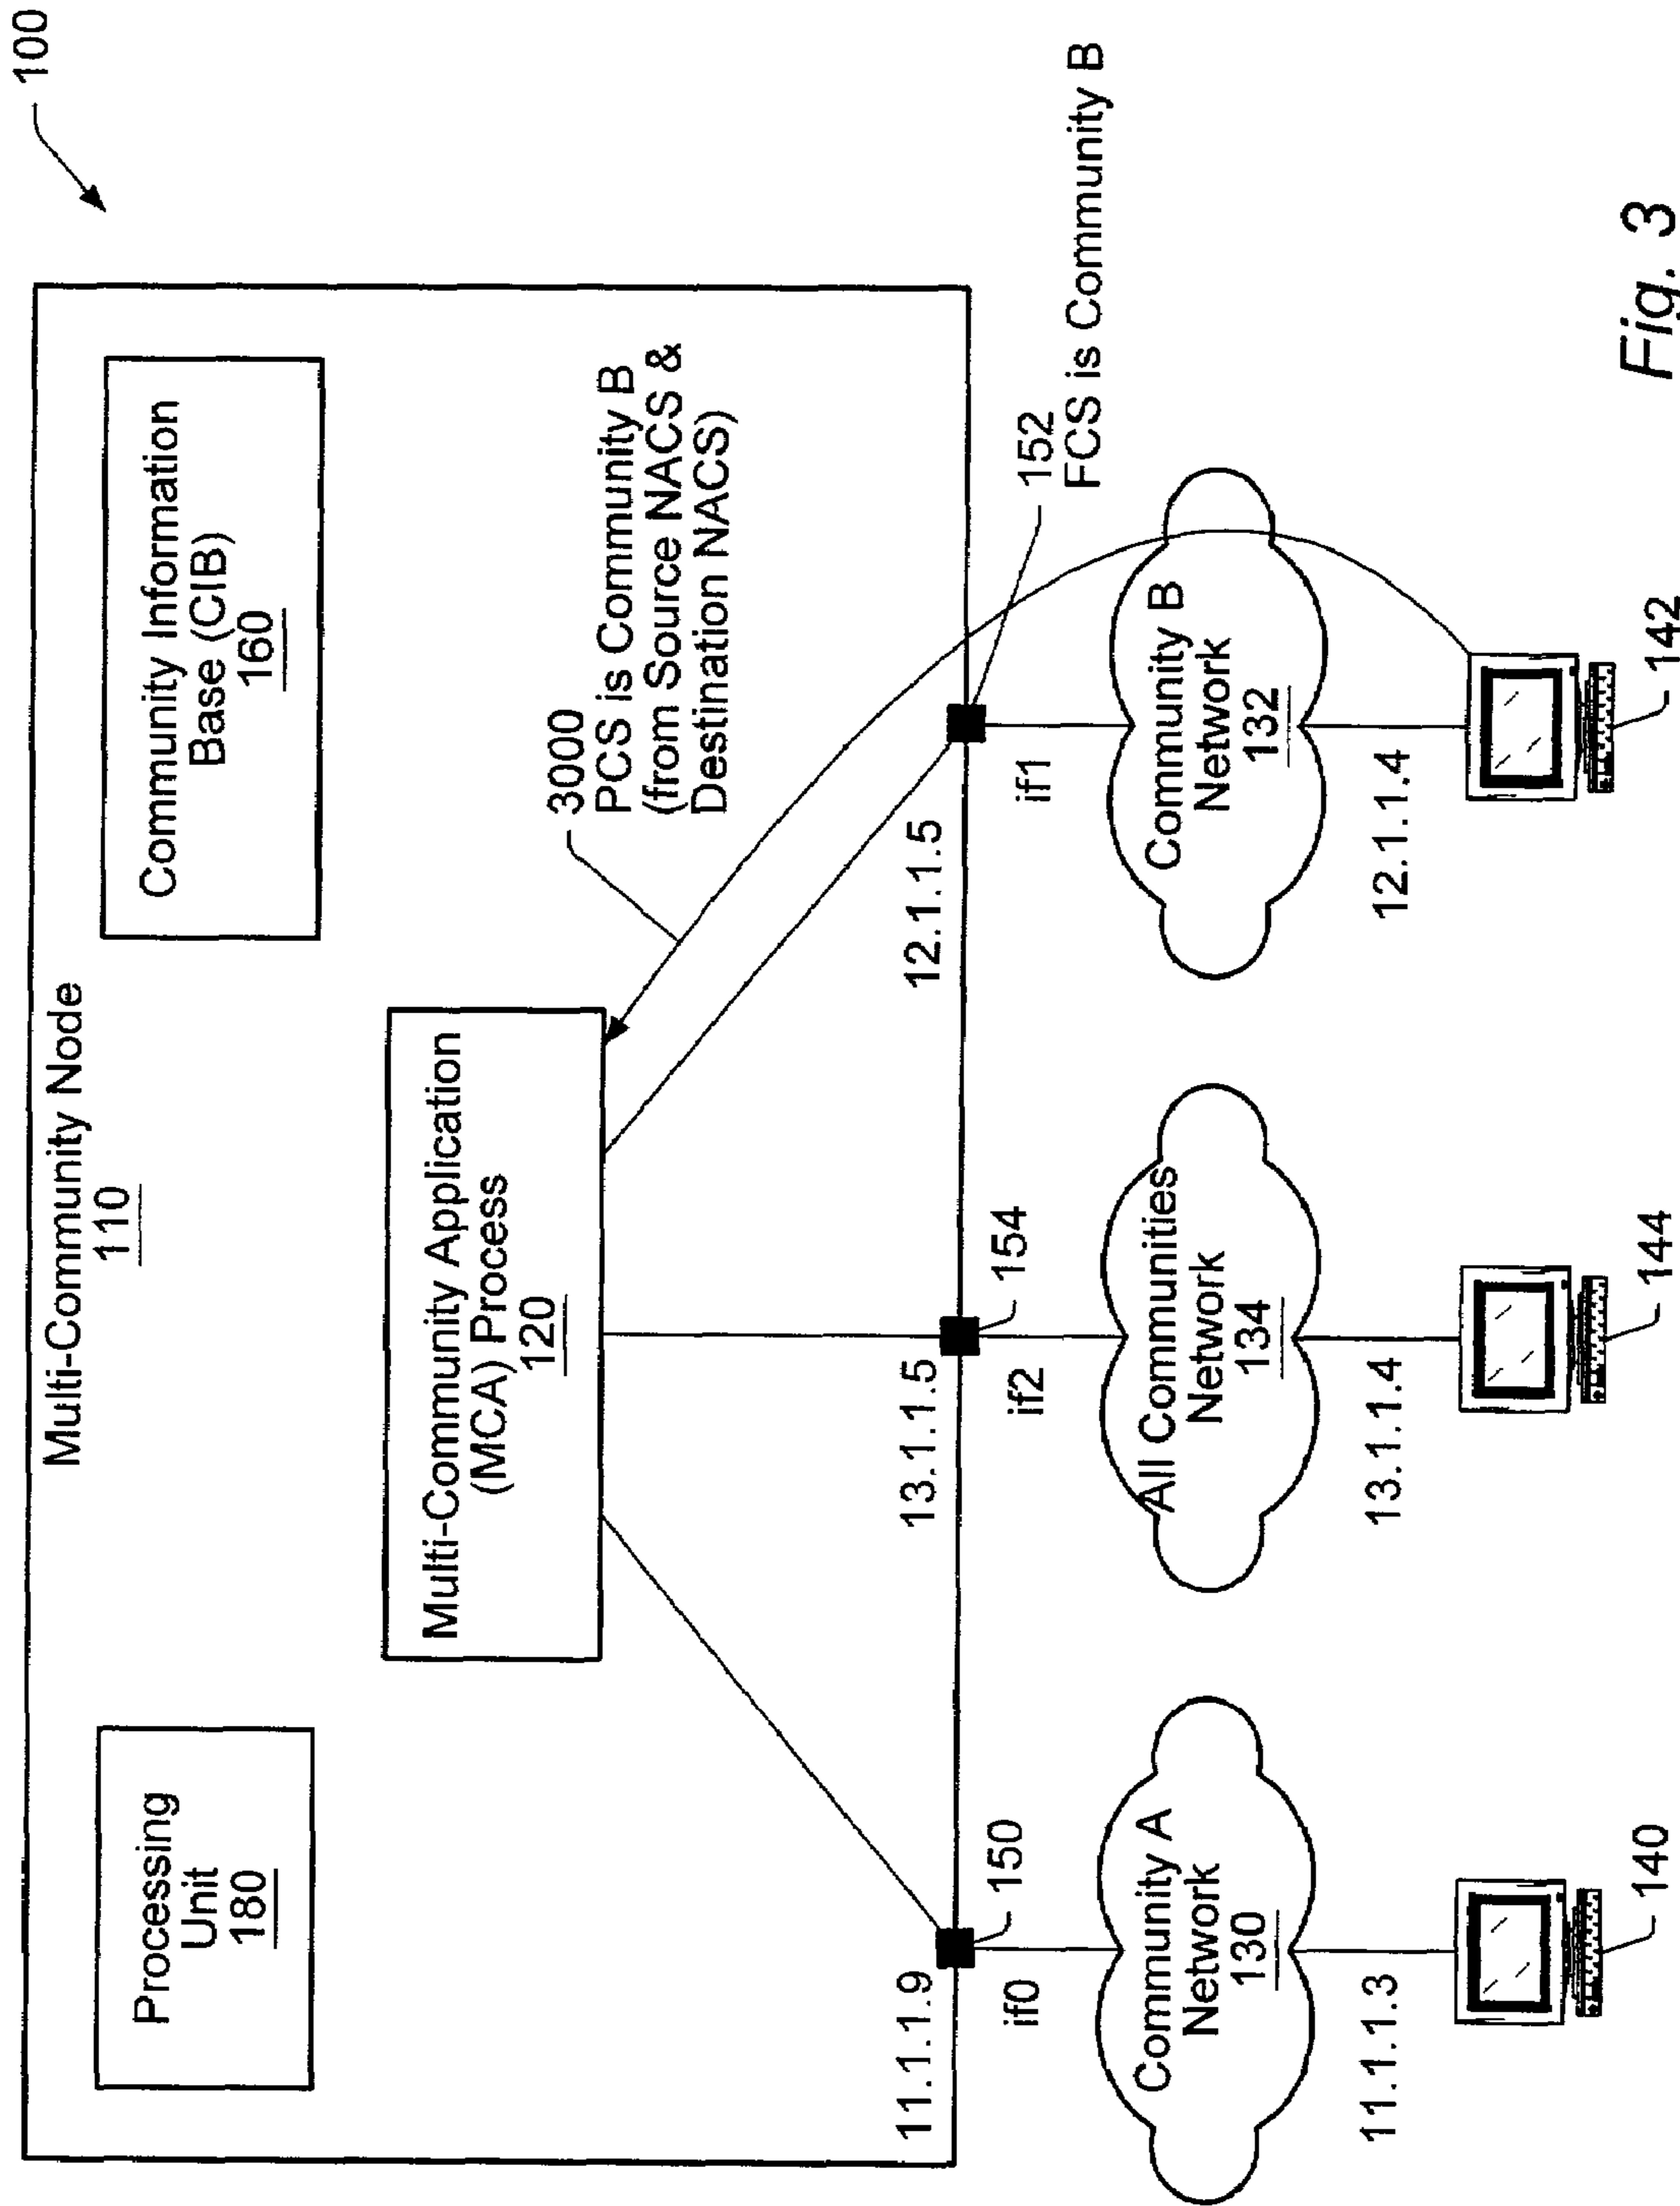 100
Multi-Community Node
110
Processing
Unit
180
Community Information
Base (CIB)
160
Multi-Community Application
(MCA) Process
120
3000
PCS is Community B
(from Source NACS &
Destination NACS)
11.1.1.9
13.1.1.5
12.1.1.5
150
154
152
FCS is Community B
if0
if2
if1
Community A
Network
130
All Communities
Network
134
Community B
Network
132
11.1.1.3
13.1.1.4
12.1.1.4
140
144
142
Fig. 3